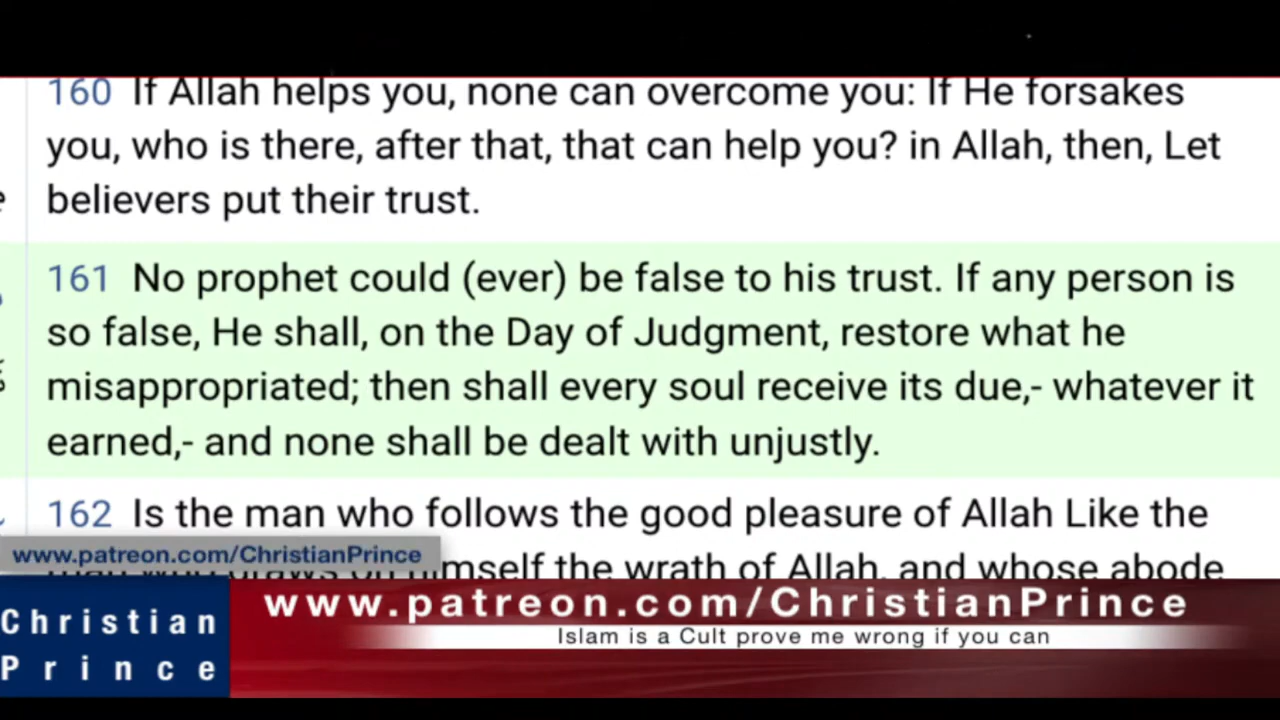 160 If Allah helps you, none can overcome you: If He forsakes
you, who is there, after that, that can help you? in Allah, then, Let
believers put their trust.
161 No prophet could (ever) be false to his trust. If any person is
so false, He shall, on the Day of Judgment, restore what he
misappropriated; then shall every soul receive its due,- whatever it
earned,- and none shall be dealt with unjustly.
162 Is the man who follows the good pleasure of Allah Like the
man who draws on himself the wrath of Allah, and whose abode
www.patreon.com/ChristianPrince
www.patreon.com/ChristianPrince
Islam is a Cult prove me wrong if you can
Christian
Prince